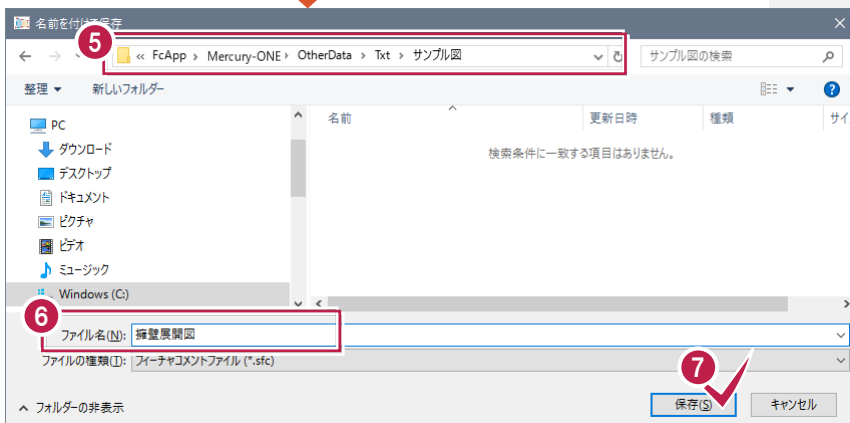 名前を付けて保存
5
« FcApp › Mercury-ONE › OtherData › Txt › サンプル図
サンプル図の検索
整理
新しいフォルダー
?
名前 更新日時 種類 サイ
検索条件に一致する項目はありません。
PC
ダウンロード
デスクトップ
ドキュメント
ピクチャ
ビデオ
ミュージック
Windows (C:)
6
ファイル名(N): 擁壁展開図
ファイルの種類(T): フィーチャコメントファイル (*.sfc)
7
フォルダーの非表示
保存(S) キャンセル